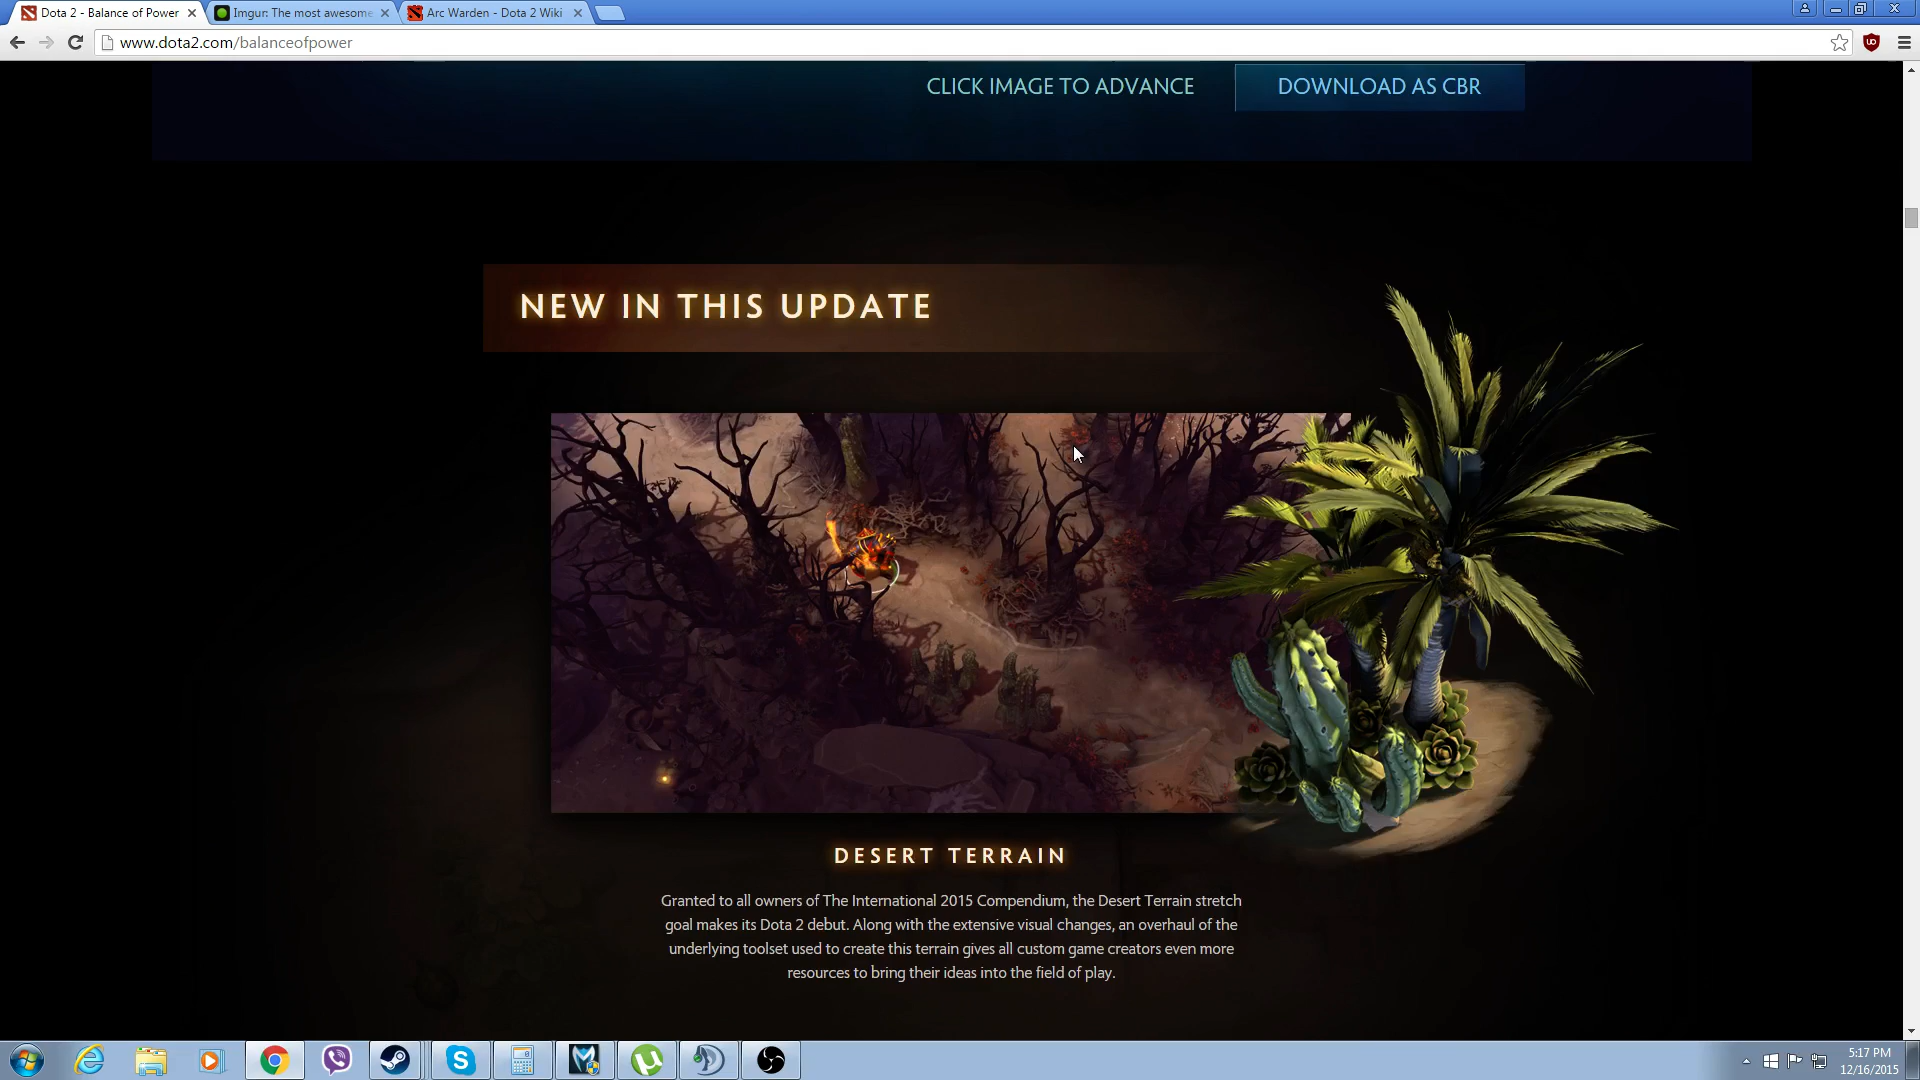 Dota 2 - Balance of Power
Imgur: The most awesome
Arc Warden - Dota 2 Wiki
www.dota2.com/balanceofpower
CLICK IMAGE TO ADVANCE
DOWNLOAD AS CBR
NEW IN THIS UPDATE
DESERT TERRAIN
Granted to all owners of The International 2015 Compendium, the Desert Terrain stretch
goal makes its Dota 2 debut. Along with the extensive visual changes, an overhaul of the
underlying toolset used to create this terrain gives all custom game creators even more
resources to bring their ideas into the field of play.
5:17 PM
12/16/2015